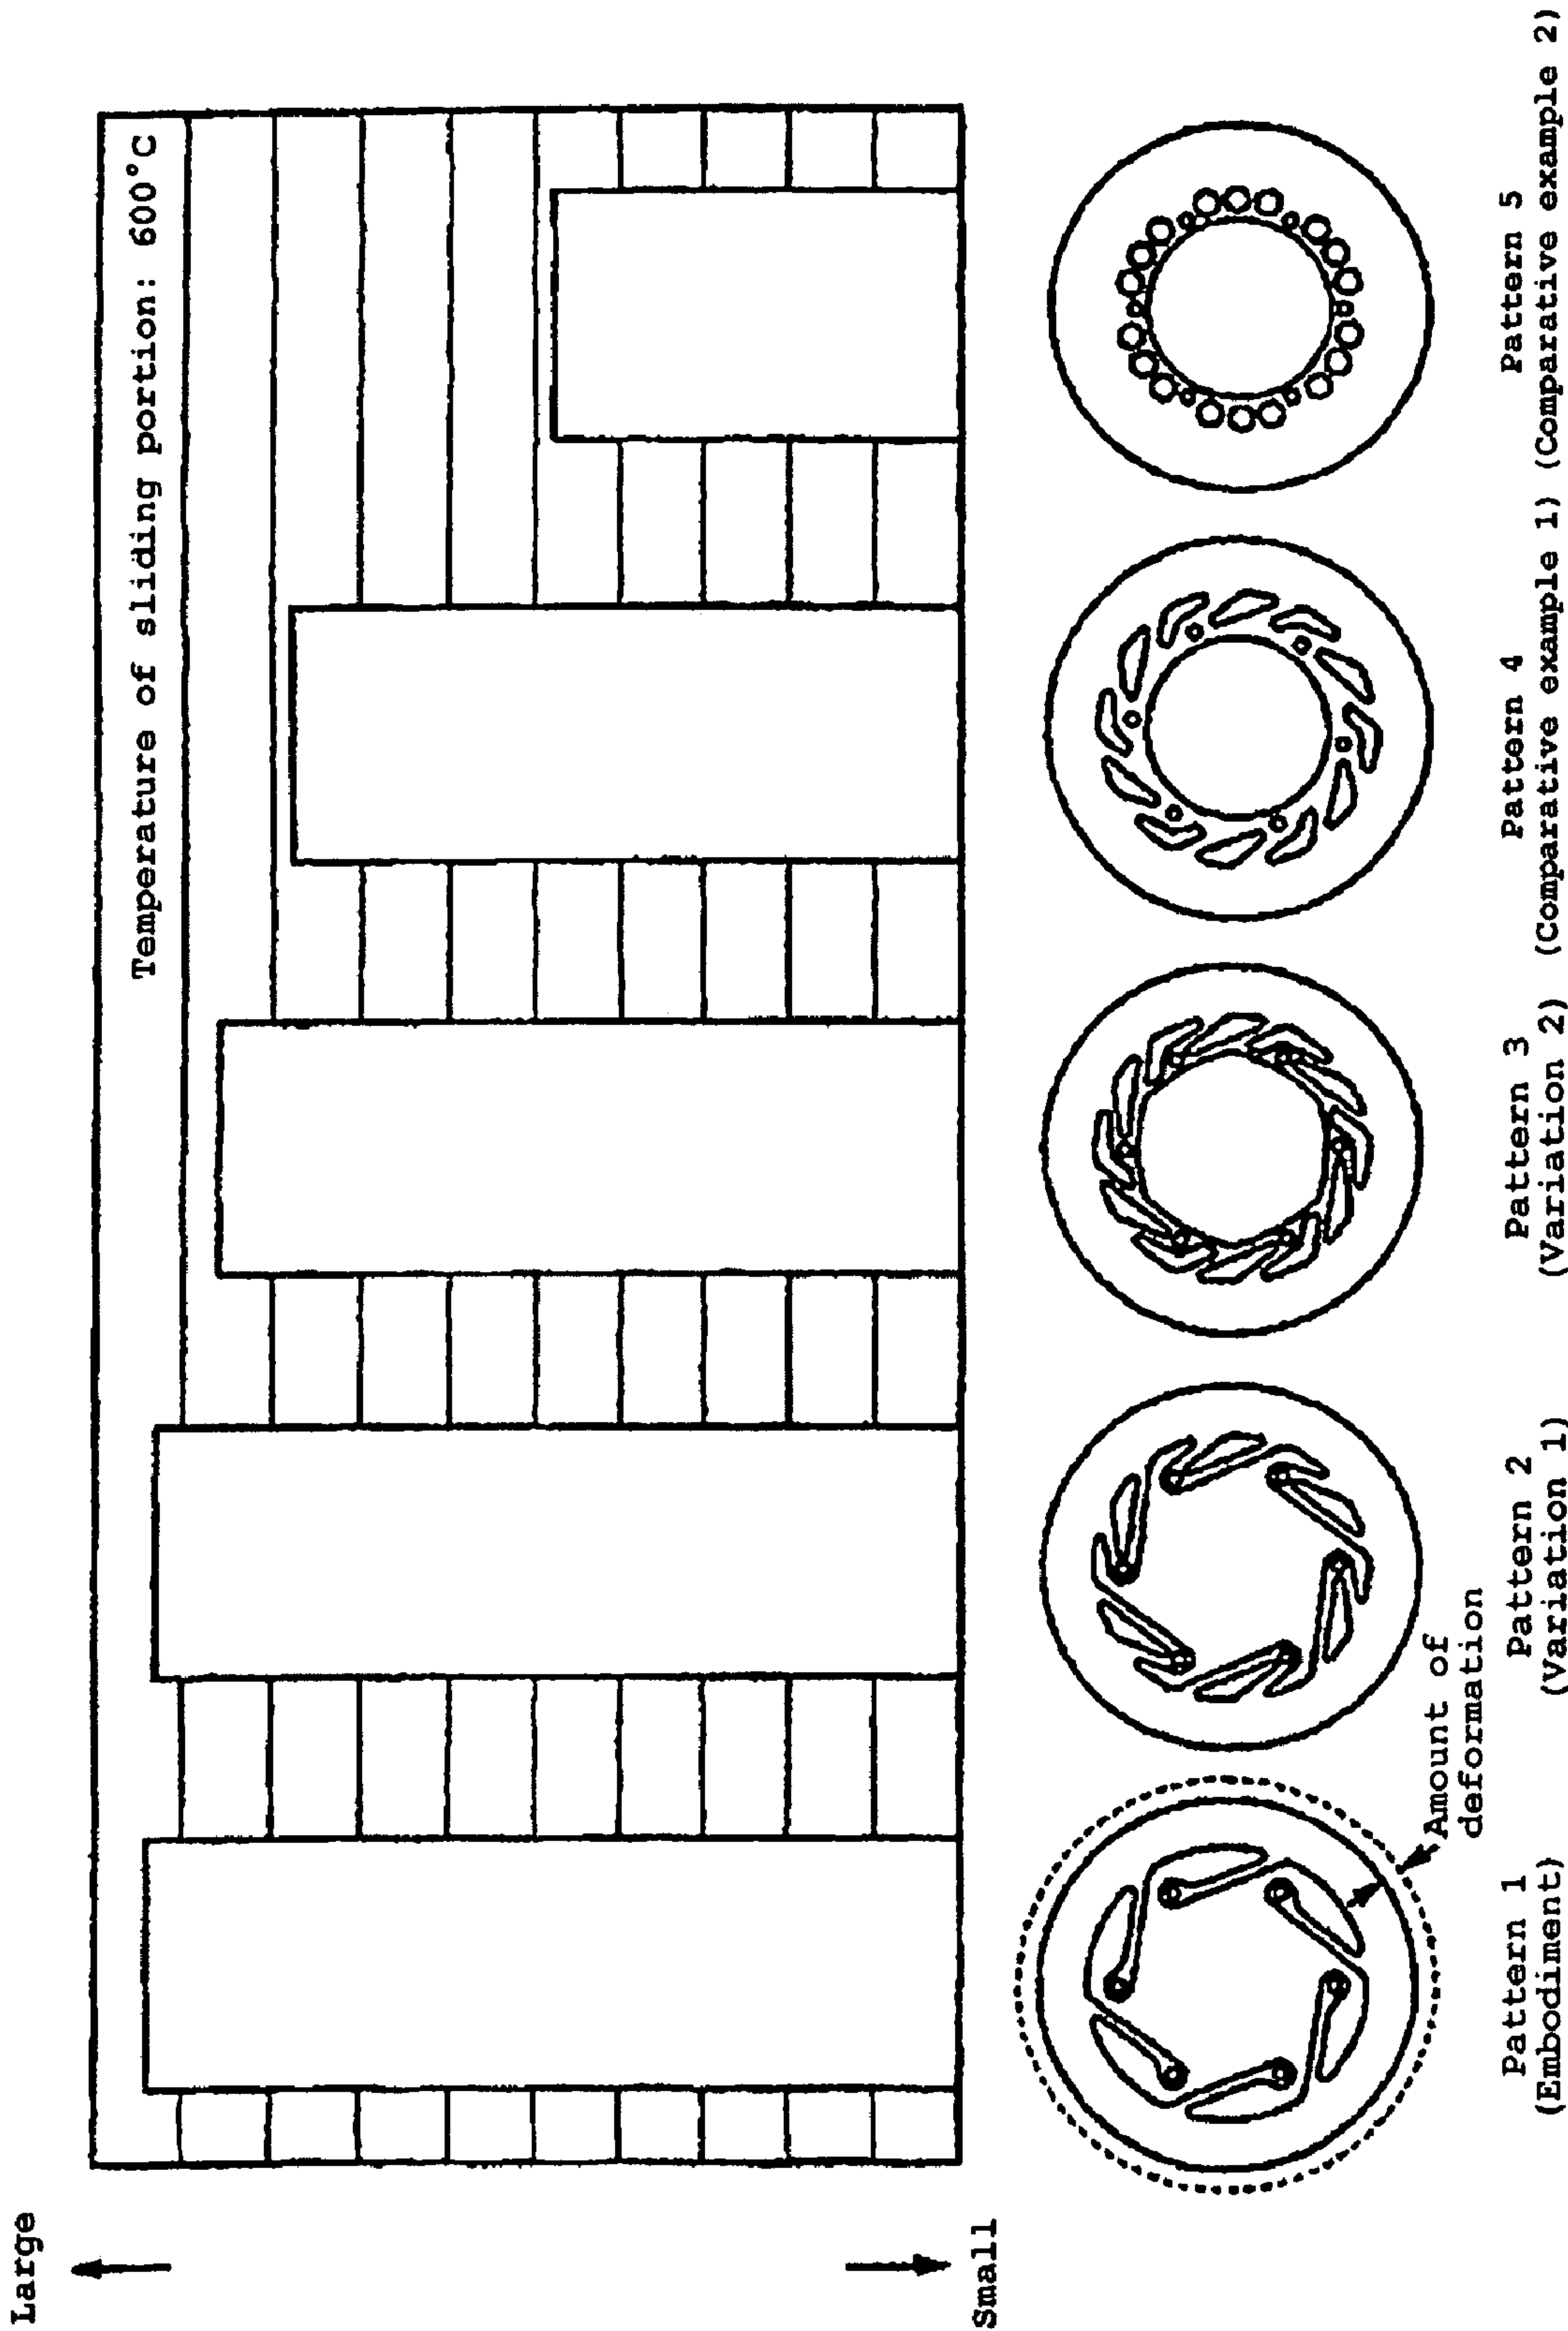 Large
Temperature of sliding portion: 600°C
Small
Amount of
deformation
Pattern 1
(Embodiment)
Pattern 2
(Variation 1)
Pattern 3
(Variation 2)
Pattern 4
(Comparative example 1)
Pattern 5
(Comparative example 2)